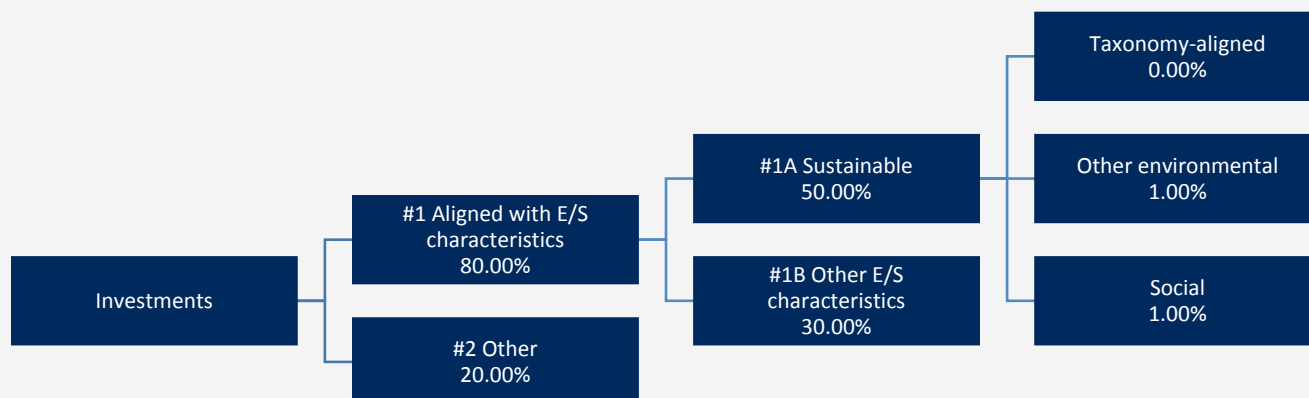 Investments
#1 Aligned with E/S
characteristics
80.00%
#2 Other
20.00%
#1A Sustainable
50.00%
#1B Other E/S
characteristics
30.00%
Taxonomy-aligned
0.00%
Other environmental
1.00%
Social
1.00%